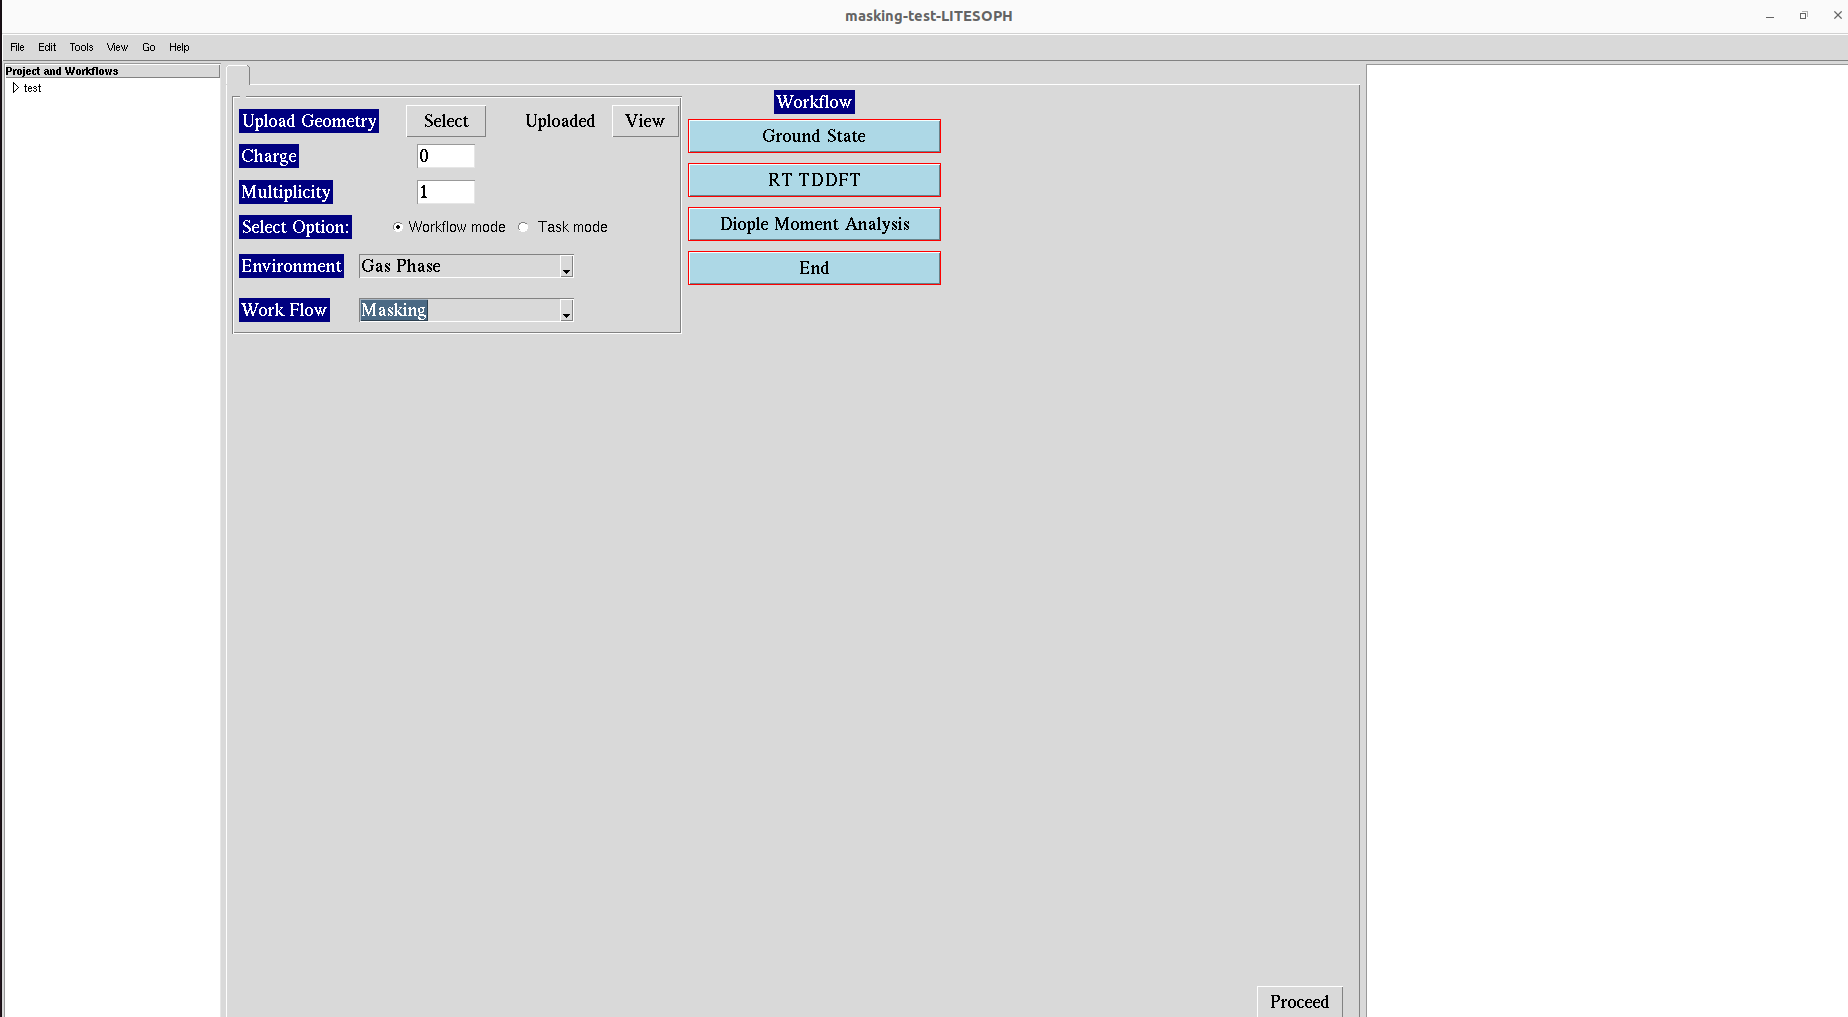 masking-test-LITESOPH
File Edit Tools View Go Help
Project and Workflows
test
Upload Geometry Select Uploaded View
Charge 0
Multiplicity 1
Select Option: Workflow mode Task mode
Environment Gas Phase
Work Flow Masking
Workflow
Ground State
RT TDDFT
Diople Moment Analysis
End
Proceed